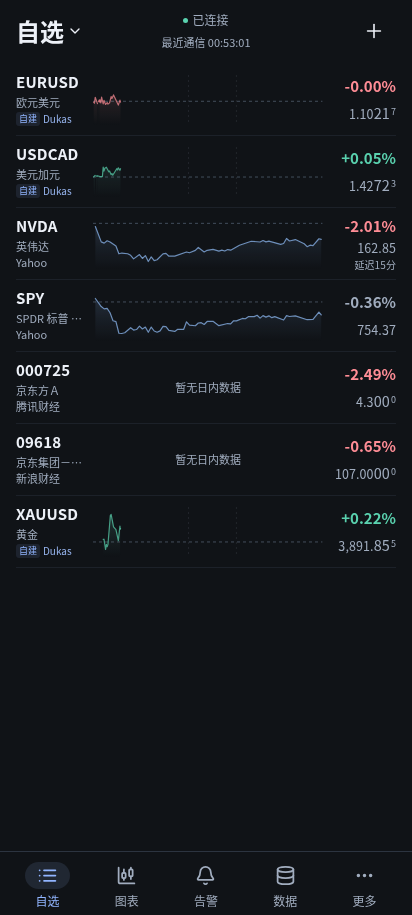 自选
已连接
最近通信 00:53:01
EURUSD
欧元美元
自建 Dukas
-0.00%
1.10217
USDCAD
美元加元
自建 Dukas
+0.05%
1.42723
NVDA
英伟达
Yahoo
-2.01%
162.85
延迟15分
SPY
SPDR 标普 ···
Yahoo
-0.36%
754.37
000725
京东方Ａ
腾讯财经
暂无日内数据
-2.49%
4.3000
09618
京东集团－···
新浪财经
暂无日内数据
-0.65%
107.00000
XAUUSD
黄金
自建 Dukas
+0.22%
3,891.855
自选
图表
告警
数据
更多